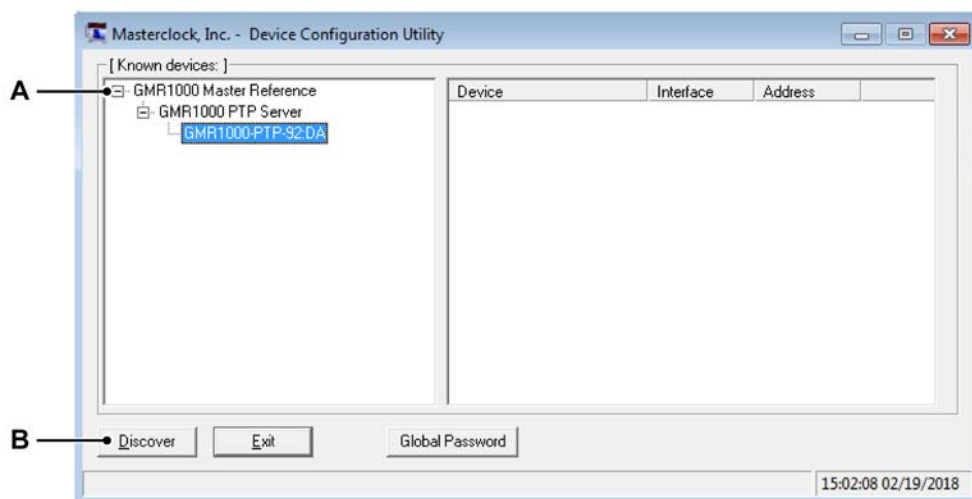 Masterclock, Inc. - Device Configuration Utility
[ Known devices: ]
A
GMR1000 Master Reference
GMR1000 PTP Server
GMR1000-PTP-92:DA
Device Interface Address
B
Discover Exit Global Password
15:02:08 02/19/2018